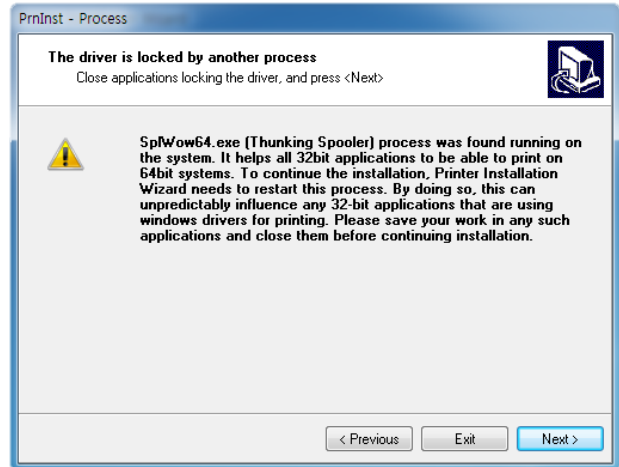 PrnInst - Process
The driver is locked by another process
Close applications locking the driver, and press <Next>
SplWow64.exe (Thunking Spooler) process was found running on
the system. It helps all 32bit applications to be able to print on
64bit systems. To continue the installation, Printer Installation
Wizard needs to restart this process. By doing so, this can
unpredictably influence any 32-bit applications that are using
windows drivers for printing. Please save your work in any such
applications and close them before continuing installation.
< Previous
Exit
Next >